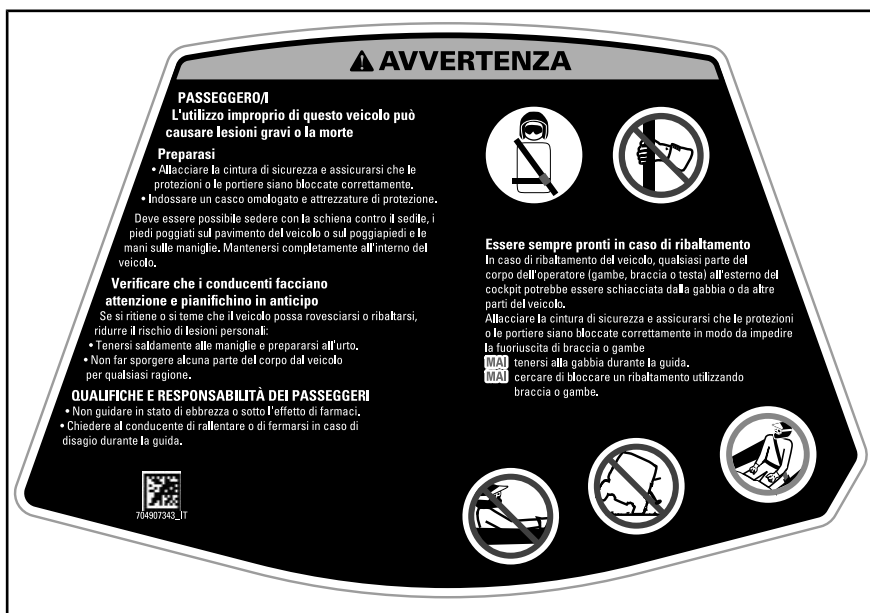 AVVERTENZA
PASSEGGERO/I
L'utilizzo improprio di questo veicolo può
causare lesioni gravi o la morte
Preparasi
• Allacciare la cintura di sicurezza e assicurarsi che le
protezioni o le portiere siano bloccate correttamente.
• Indossare un casco omologato e attrezzature di protezione.
Deve essere possibile sedere con la schiena contro il sedile, i
piedi poggiati sul pavimento del veicolo o sul poggiapiedi e le
mani sulle maniglie. Mantenersi completamente all'interno del
veicolo.
Verificare che i conducenti facciano
attenzione e pianifichino in anticipo
Se si ritiene o si teme che il veicolo possa rovesciarsi o ribaltarsi,
ridurre il rischio di lesioni personali:
• Tenersi saldamente alle maniglie e prepararsi all'urto.
• Non far sporgere alcuna parte del corpo dal veicolo
per qualsiasi ragione.
QUALIFICHE E RESPONSABILITÀ DEI PASSEGGERI
• Non guidare in stato di ebbrezza o sotto l'effetto di farmaci.
• Chiedere al conducente di rallentare o di fermarsi in caso di
disagio durante la guida.
704907343_IT
Essere sempre pronti in caso di ribaltamento
In caso di ribaltamento del veicolo, qualsiasi parte del
corpo dell'operatore (gambe, braccia o testa) all'esterno del
cockpit potrebbe essere schiacciata dalla gabbia o da altre
parti del veicolo.
Allacciare la cintura di sicurezza e assicurarsi che le protezioni
o le portiere siano bloccate correttamente in modo da impedire
la fuoriuscita di braccia o gambe
MAI tenersi alla gabbia durante la guida.
MAI cercare di bloccare un ribaltamento utilizzando
braccia o gambe.